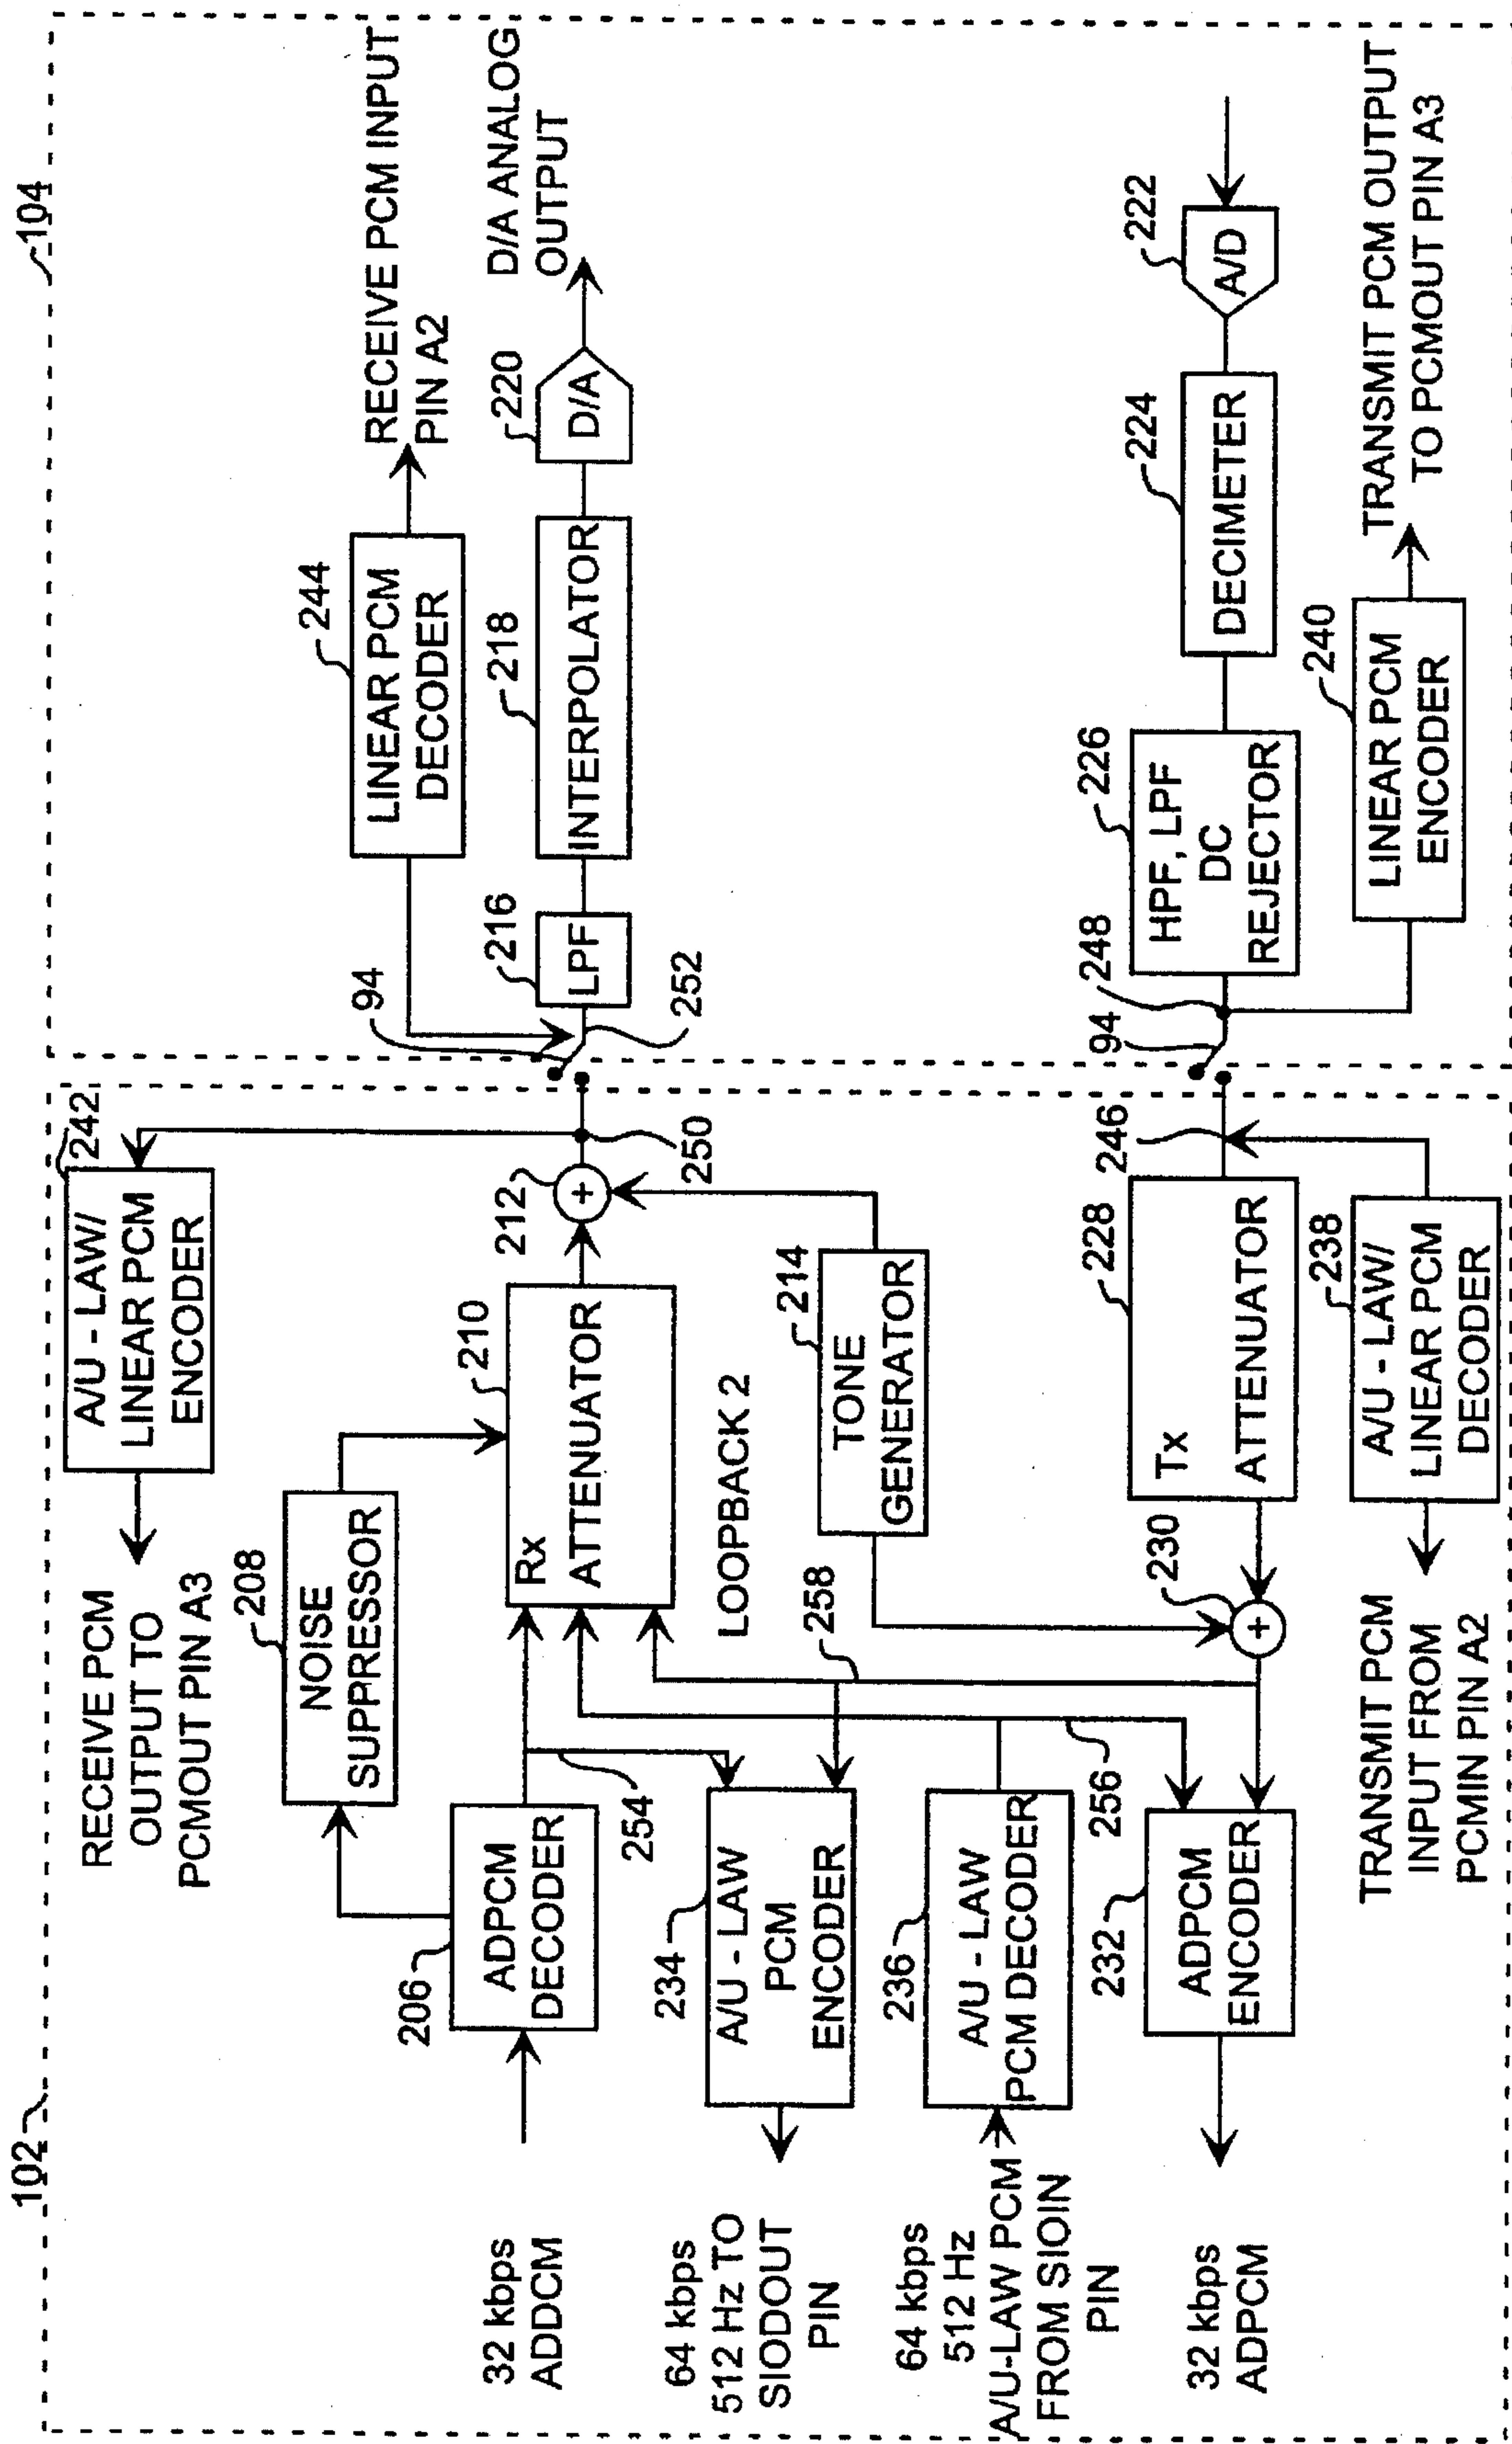 102
104
RECEIVE PCM
OUTPUT TO
PCMOUT PIN A3
242
A/U - LAW/
LINEAR PCM
ENCODER
208
NOISE
SUPPRESSOR
244
LINEAR PCM
DECODER
RECEIVE PCM INPUT
PIN A2
32 kbps
ADDCM
206
ADPCM
DECODER
254
210
Rx
ATTENUATOR
212
+
250
94
252
216
LPF
218
INTERPOLATOR
220
D/A
D/A ANALOG
OUTPUT
64 kbps
512 Hz TO
SIODOUT
PIN
234
A/U - LAW
PCM
ENCODER
258
LOOPBACK 2
214
TONE
GENERATOR
64 kbps
512 Hz
A/U-LAW PCM
FROM SIOIN
PIN
236
A/U - LAW
PCM DECODER
256
32 kbps
ADPCM
232
ADPCM
ENCODER
230
+
228
Tx
ATTENUATOR
246
94
248
226
HPF, LPF
DC
REJECTOR
224
DECIMETER
222
A/D
TRANSMIT PCM
INPUT FROM
PCMIN PIN A2
238
A/U - LAW/
LINEAR PCM
DECODER
240
LINEAR PCM
ENCODER
TRANSMIT PCM OUTPUT
TO PCMOUT PIN A3